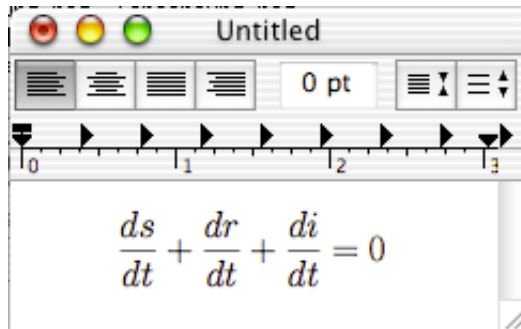 Untitled
0 pt
0 1 2 3
ds/dt + dr/dt + di/dt = 0